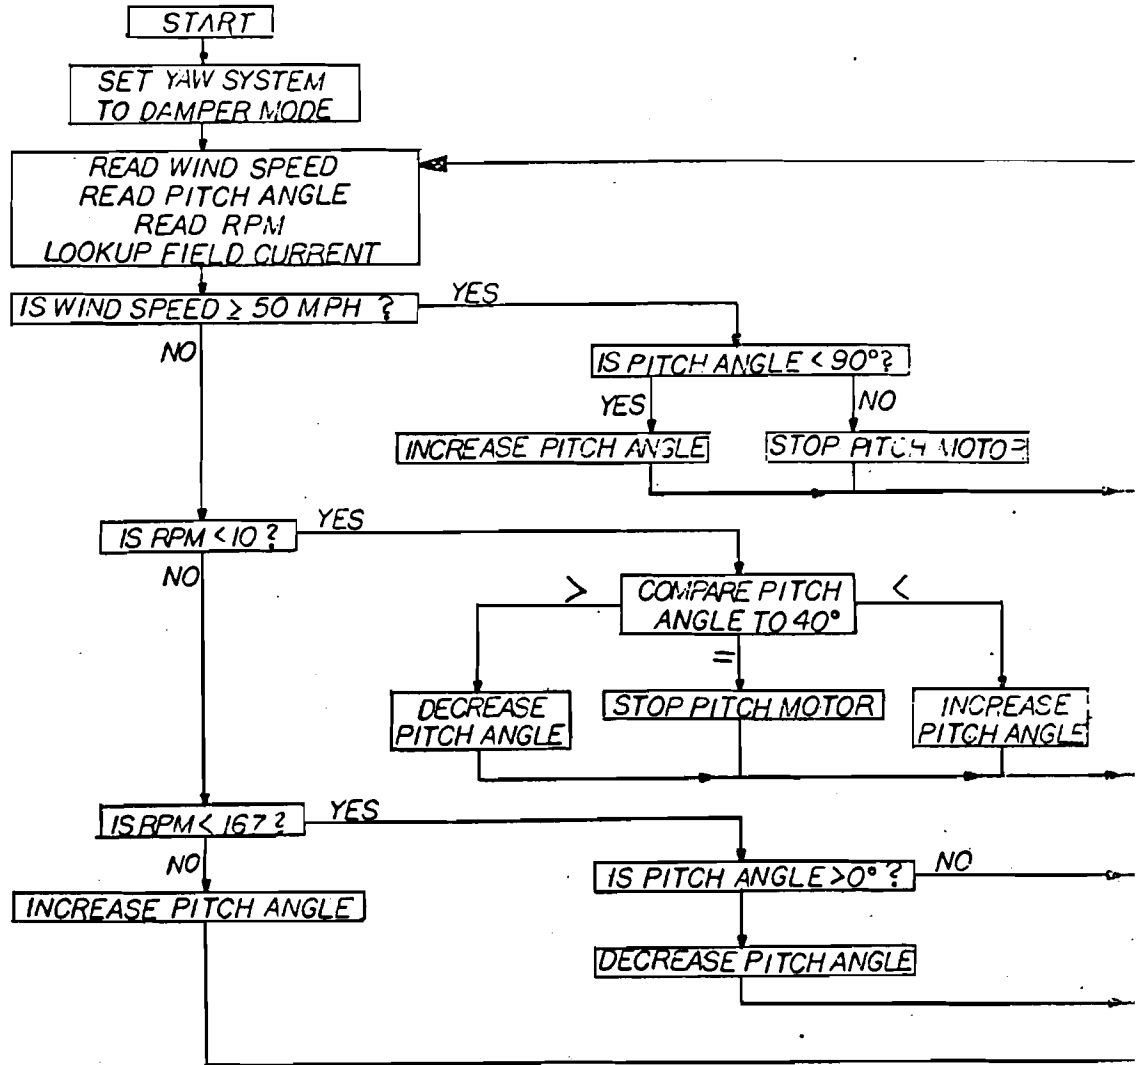 START
SET YAW SYSTEM
TO DAMPER MODE
READ WIND SPEED
READ PITCH ANGLE
READ RPM
LOOKUP FIELD CURRENT
IS WIND SPEED ≥ 50 MPH ?
YES
NO
IS PITCH ANGLE < 90°?
YES
NO
INCREASE PITCH ANGLE
STOP PITCH MOTOR
IS RPM < 10 ?
YES
NO
COMPARE PITCH
ANGLE TO 40°
>
<
=
DECREASE
PITCH ANGLE
STOP PITCH MOTOR
INCREASE
PITCH ANGLE
IS RPM < 167 ?
YES
NO
IS PITCH ANGLE >0° ?
NO
INCREASE PITCH ANGLE
DECREASE PITCH ANGLE